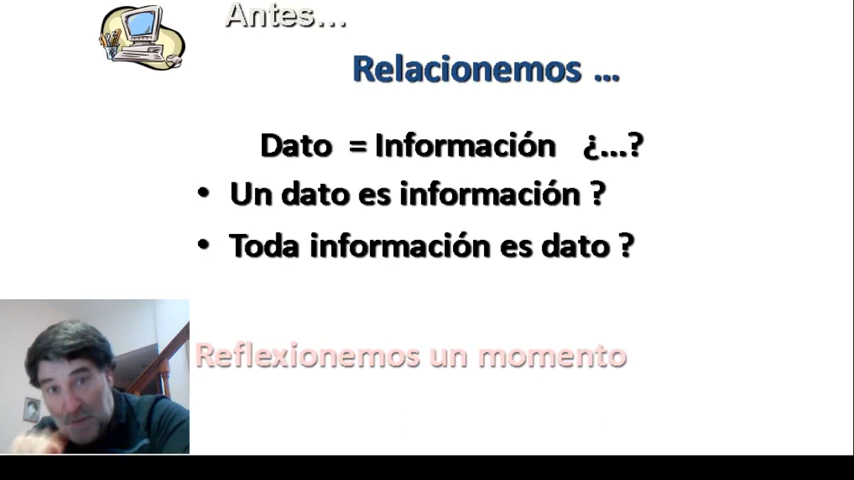 Antes...
Relacionemos ...
Dato = Información ¿...?
• Un dato es información ?
• Toda información es dato ?
Reflexionemos un momento